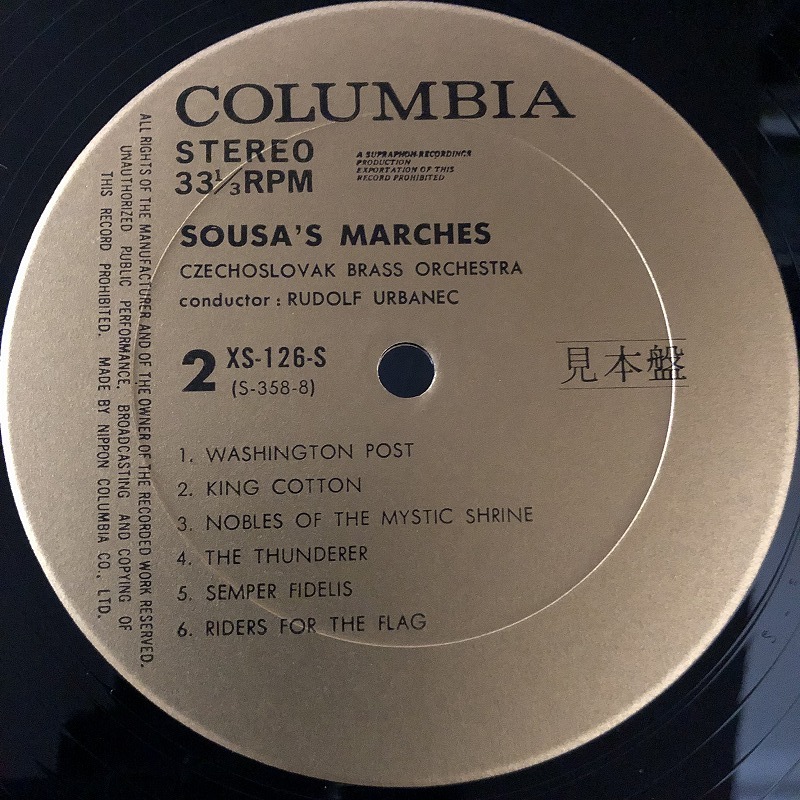 COLUMBIA
STEREO
33⅓RPM
A SUPRAPHON-RECORDINGS
PRODUCTION
EXPORTATION OF THIS
RECORD PROHIBITED
SOUSA'S MARCHES
CZECHOSLOVAK BRASS ORCHESTRA
conductor : RUDOLF URBANEC
2 XS-126-S
(S-358-8)
見本盤
1. WASHINGTON POST
2. KING COTTON
3. NOBLES OF THE MYSTIC SHRINE
4. THE THUNDERER
5. SEMPER FIDELIS
6. RIDERS FOR THE FLAG
ALL RIGHTS OF THE MANUFACTURER AND OF THE OWNER OF THE RECORDED WORK RESERVED.
UNAUTHORIZED PUBLIC PERFORMANCE, BROADCASTING AND COPYING OF
THIS RECORD PROHIBITED. MADE BY NIPPON COLUMBIA CO., LTD.